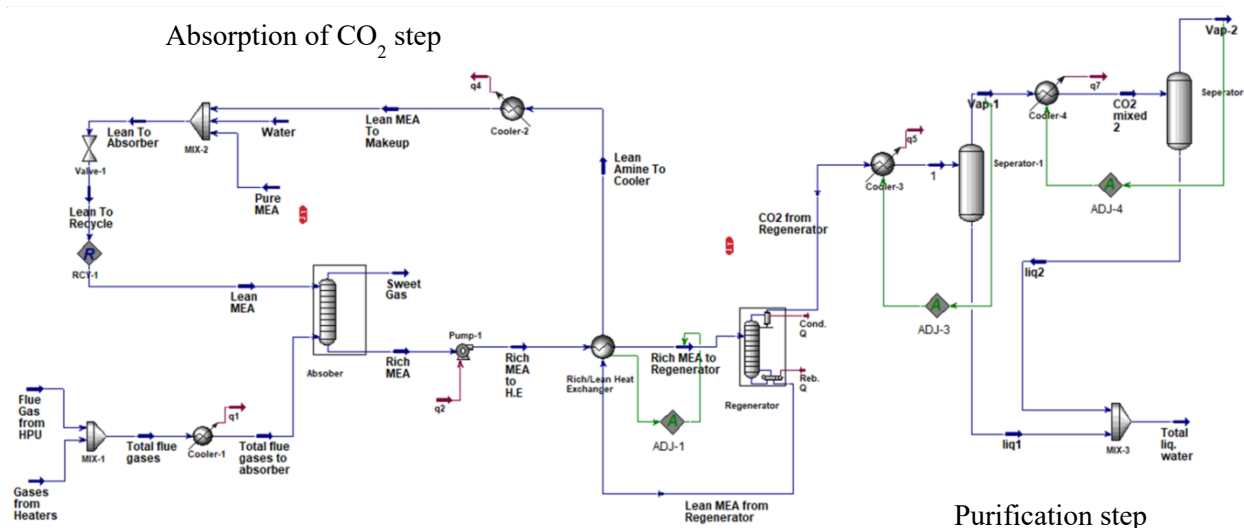 Absorption of CO2 step
Vap-2
q4
q7
Seperator
Vap-1
Cooler-4
CO2
mixed
2
Lean To
Absorber
MIX-2
Water
Lean MEA
To
Makeup
Cooler-2
q5
Valve-1
Lean
Amine To
Cooler
Cooler-3
1
Seperator-1
A
ADJ-4
Pure
MEA
Lean To
Recycle
CO2 from
Regenerator
R
RCY-1
Sweet
Gas
liq2
Lean
MEA
A
ADJ-3
Pump-1
Cond.
Q
Absober
Rich
MEA
Rich
MEA
to
H.E
Rich/Lean Heat
Exchanger
Rich MEA to
Regenerator
Reb.
Q
Regenerator
Flue
Gas
from
HPU
q1
q2
A
ADJ-1
MIX-1
Total flue
gases
Cooler-1
Total flue
gases to
absorber
liq1
MIX-3
Total
liq.
water
Gases
from
Heaters
Lean MEA from
Regenerator
Purification step